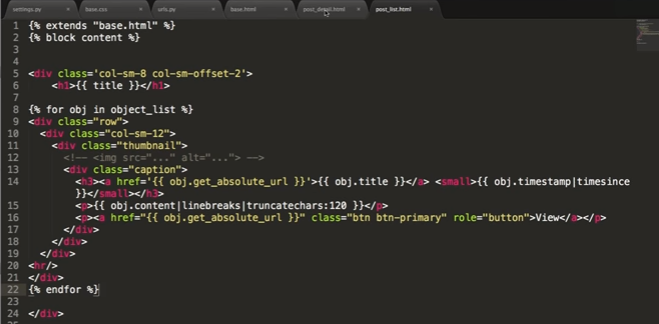 settings.py × base.css × urls.py × base.html × post_detail.html × post_list.html ×
1 {% extends "base.html" %}
2 {% block content %}
3
4
5 <div class='col-sm-8 col-sm-offset-2'>
6 <h1>{{ title }}</h1>
7
8 {% for obj in object_list %}
9 <div class="row">
10 <div class="col-sm-12">
11 <div class="thumbnail">
12 <!-- <img src="..." alt="..."> -->
13 <div class="caption">
14 <h3><a href='{{ obj.get_absolute_url }}'>{{ obj.title }}</a> <small>{{ obj.timestamp|timesince
}}</small></h3>
15 <p>{{ obj.content|linebreaks|truncatechars:120 }}</p>
16 <p><a href="{{ obj.get_absolute_url }}" class="btn btn-primary" role="button">View</a></p>
17 </div>
18 </div>
19 </div>
20 <hr/>
21 </div>
22 {% endfor %}
23
24 </div>